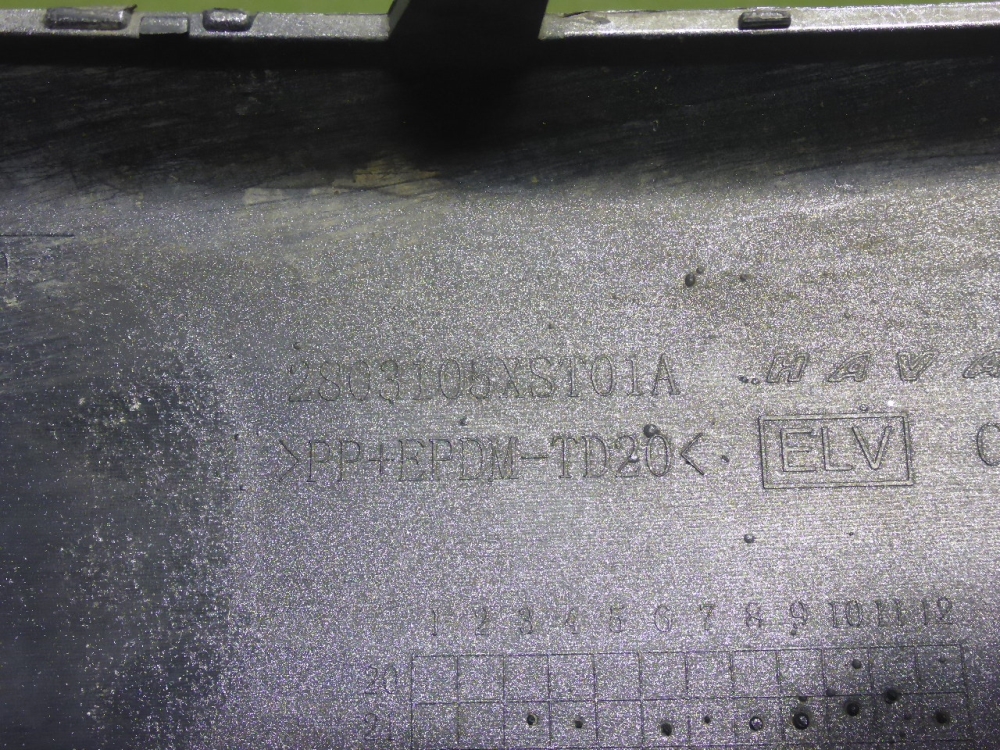 2803108XST01A
HAVA
>PP+EPDM-TD20<
ELV
1 2 3 4 5 6 7 8 9 10 11 12
20
21